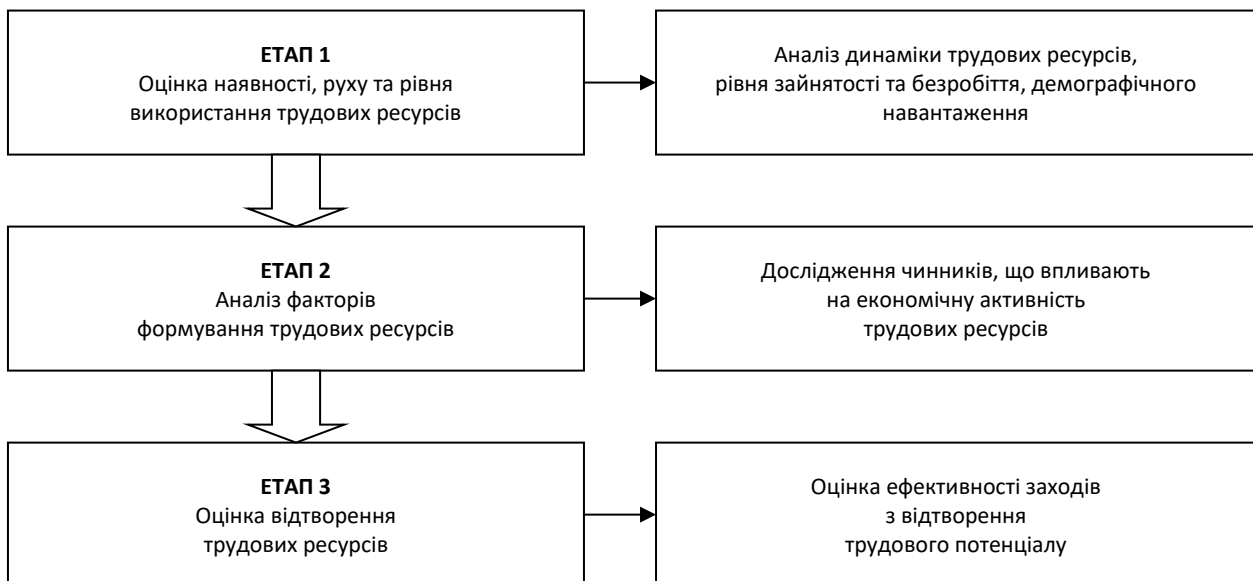 ЕТАП 1
Оцінка наявності, руху та рівня
використання трудових ресурсів
Аналіз динаміки трудових ресурсів,
рівня зайнятості та безробіття, демографічного
навантаження
ЕТАП 2
Аналіз факторів
формування трудових ресурсів
Дослідження чинників, що впливають
на економічну активність
трудових ресурсів
ЕТАП 3
Оцінка відтворення
трудових ресурсів
Оцінка ефективності заходів
з відтворення
трудового потенціалу